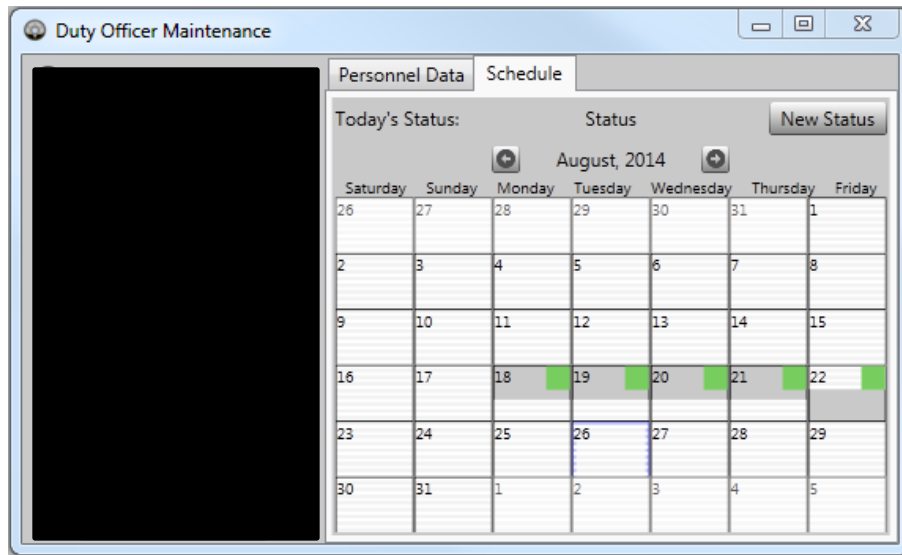 Duty Officer Maintenance
Personnel Data Schedule
Today's Status: Status New Status
August, 2014
Saturday Sunday Monday Tuesday Wednesday Thursday Friday
26 27 28 29 30 31 1
2 3 4 5 6 7 8
9 10 11 12 13 14 15
16 17 18 19 20 21 22
23 24 25 26 27 28 29
30 31 1 2 3 4 5